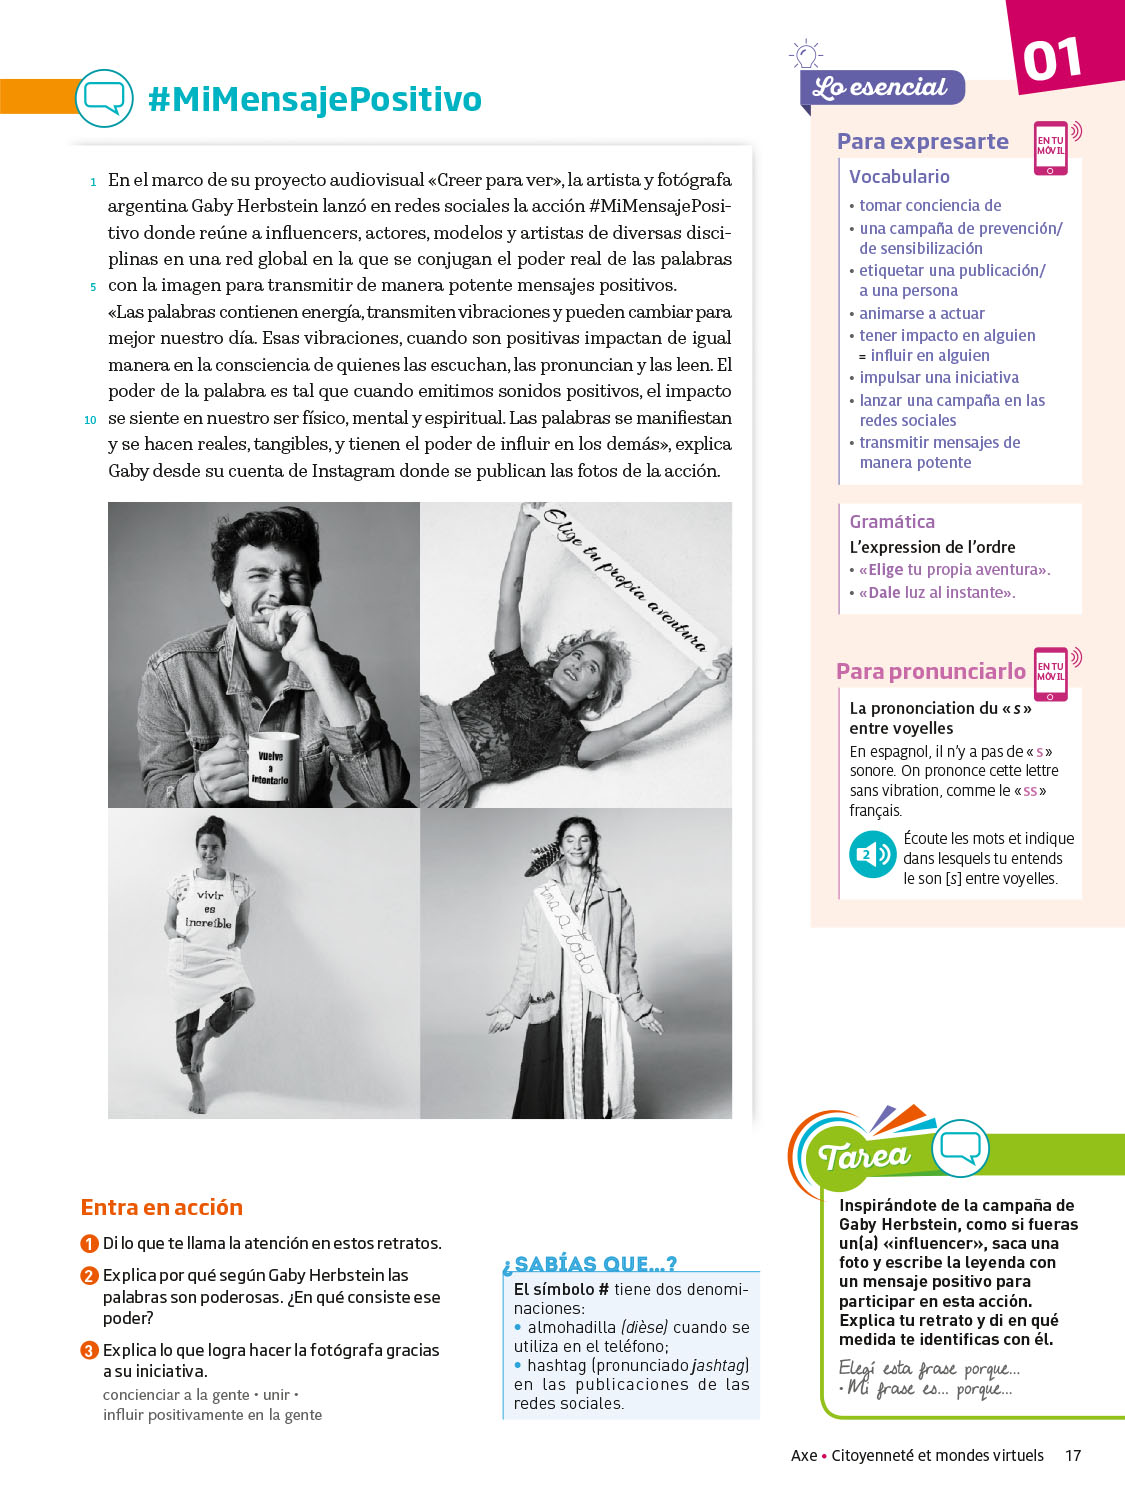 01
#MiMensajePositivo
1 En el marco de su proyecto audiovisual «Creer para ver», la artista y fotógrafa
argentina Gaby Herbstein lanzó en redes sociales la acción #MiMensajePosi-
tivo donde reúne a influencers, actores, modelos y artistas de diversas disci-
plinas en una red global en la que se conjugan el poder real de las palabras
5 con la imagen para transmitir de manera potente mensajes positivos.
«Las palabras contienen energía, transmiten vibraciones y pueden cambiar para
mejor nuestro día. Esas vibraciones, cuando son positivas impactan de igual
manera en la consciencia de quienes las escuchan, las pronuncian y las leen. El
poder de la palabra es tal que cuando emitimos sonidos positivos, el impacto
10 se siente en nuestro ser físico, mental y espiritual. Las palabras se manifiestan
y se hacen reales, tangibles, y tienen el poder de influir en los demás», explica
Gaby desde su cuenta de Instagram donde se publican las fotos de la acción.
Elige tu propia aventura
Vuelve
a
intentarlo
vivir
es
increíble
a todo
Entra en acción
1 Di lo que te llama la atención en estos retratos.
2 Explica por qué según Gaby Herbstein las
palabras son poderosas. ¿En qué consiste ese
poder?
3 Explica lo que logra hacer la fotógrafa gracias
a su iniciativa.
concienciar a la gente • unir •
influir positivamente en la gente
¿SABÍAS QUE...?
El símbolo # tiene dos denomi-
naciones:
• almohadilla (dièse) cuando se
utiliza en el teléfono;
• hashtag (pronunciado jashtag)
en las publicaciones de las
redes sociales.
Lo esencial
Para expresarte
EN TU
MÓVIL
Vocabulario
• tomar conciencia de
• una campaña de prevención/
de sensibilización
• etiquetar una publicación/
a una persona
• animarse a actuar
• tener impacto en alguien
= influir en alguien
• impulsar una iniciativa
• lanzar una campaña en las
redes sociales
• transmitir mensajes de
manera potente
Gramática
L'expression de l'ordre
• «Elige tu propia aventura».
• «Dale luz al instante».
Para pronunciarlo
EN TU
MÓVIL
La prononciation du « s »
entre voyelles
En espagnol, il n'y a pas de « s »
sonore. On prononce cette lettre
sans vibration, comme le « ss »
français.
2
Écoute les mots et indique
dans lesquels tu entends
le son [s] entre voyelles.
Tarea
Inspirándote de la campaña de
Gaby Herbstein, como si fueras
un(a) «influencer», saca una
foto y escribe la leyenda con
un mensaje positivo para
participar en esta acción.
Explica tu retrato y di en qué
medida te identificas con él.
Elegí esta frase porque...
• Mi frase es... porque...
Axe • Citoyenneté et mondes virtuels 17